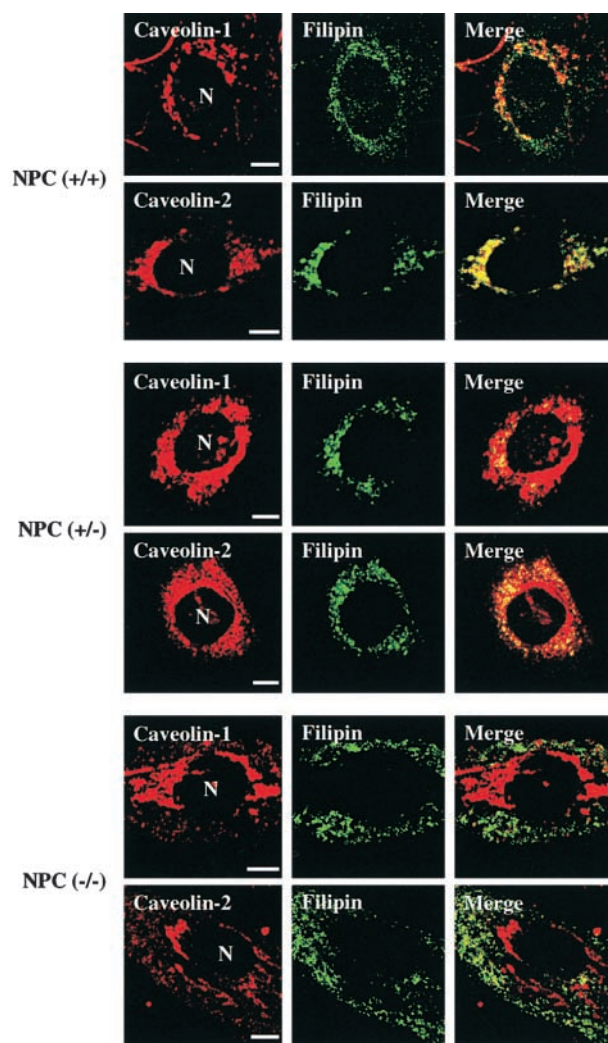 Caveolin-1 Filipin Merge
N
NPC (+/+)
Caveolin-2 Filipin Merge
N
Caveolin-1 Filipin Merge
N
NPC (+/-)
Caveolin-2 Filipin Merge
N
Caveolin-1 Filipin Merge
N
NPC (-/-)
Caveolin-2 Filipin Merge
N